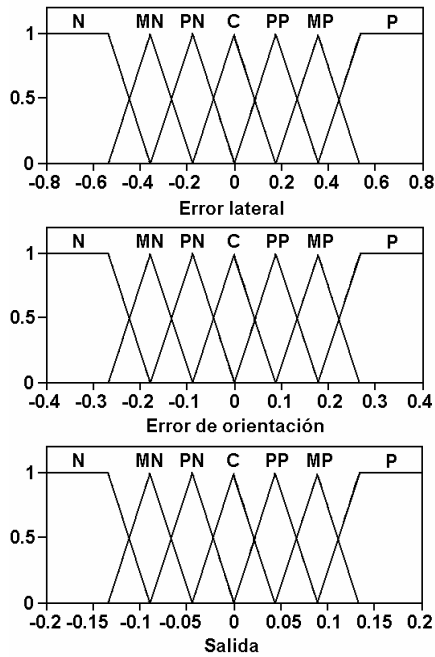 N MN PN C PP MP P
1
0.5
0
-0.8 -0.6 -0.4 -0.2 0 0.2 0.4 0.6 0.8
Error lateral
N MN PN C PP MP P
1
0.5
0
-0.4 -0.3 -0.2 -0.1 0 0.1 0.2 0.3 0.4
Error de orientación
N MN PN C PP MP P
1
0.5
0
-0.2 -0.15 -0.1 -0.05 0 0.05 0.1 0.15 0.2
Salida